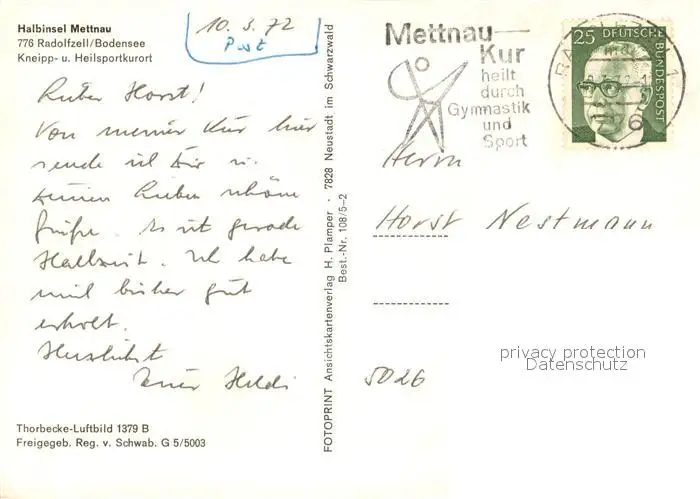 Halbinsel Mettnau
776 Radolfzell/Bodensee
Kneipp- u. Heilsportkurort
10. 3. 72
Post
Lieber Horst!
Von meiner Kur hier
sende ich Dir u.
Deinen Lieben schöne
Grüße. Es ist gerade
Halbzeit. Ich habe
mich bisher gut
erholt.
Herzlichst
Hildi
Thorbecke-Luftbild 1379 B
Freigegeb. Reg. v. Schwab. G 5/5003
FOTOPRINT Ansichtskartenverlag H. Plamper · 7828 Neustadt im Schwarzwald
Best.-Nr. 108/5–2
Mettnau-
Kur
heilt
durch
Gymnastik
und
Sport
25 DEUTSCHE
BUNDESPOST
Herrn
Horst Nestmann
5026
privacy protection
Datenschutz